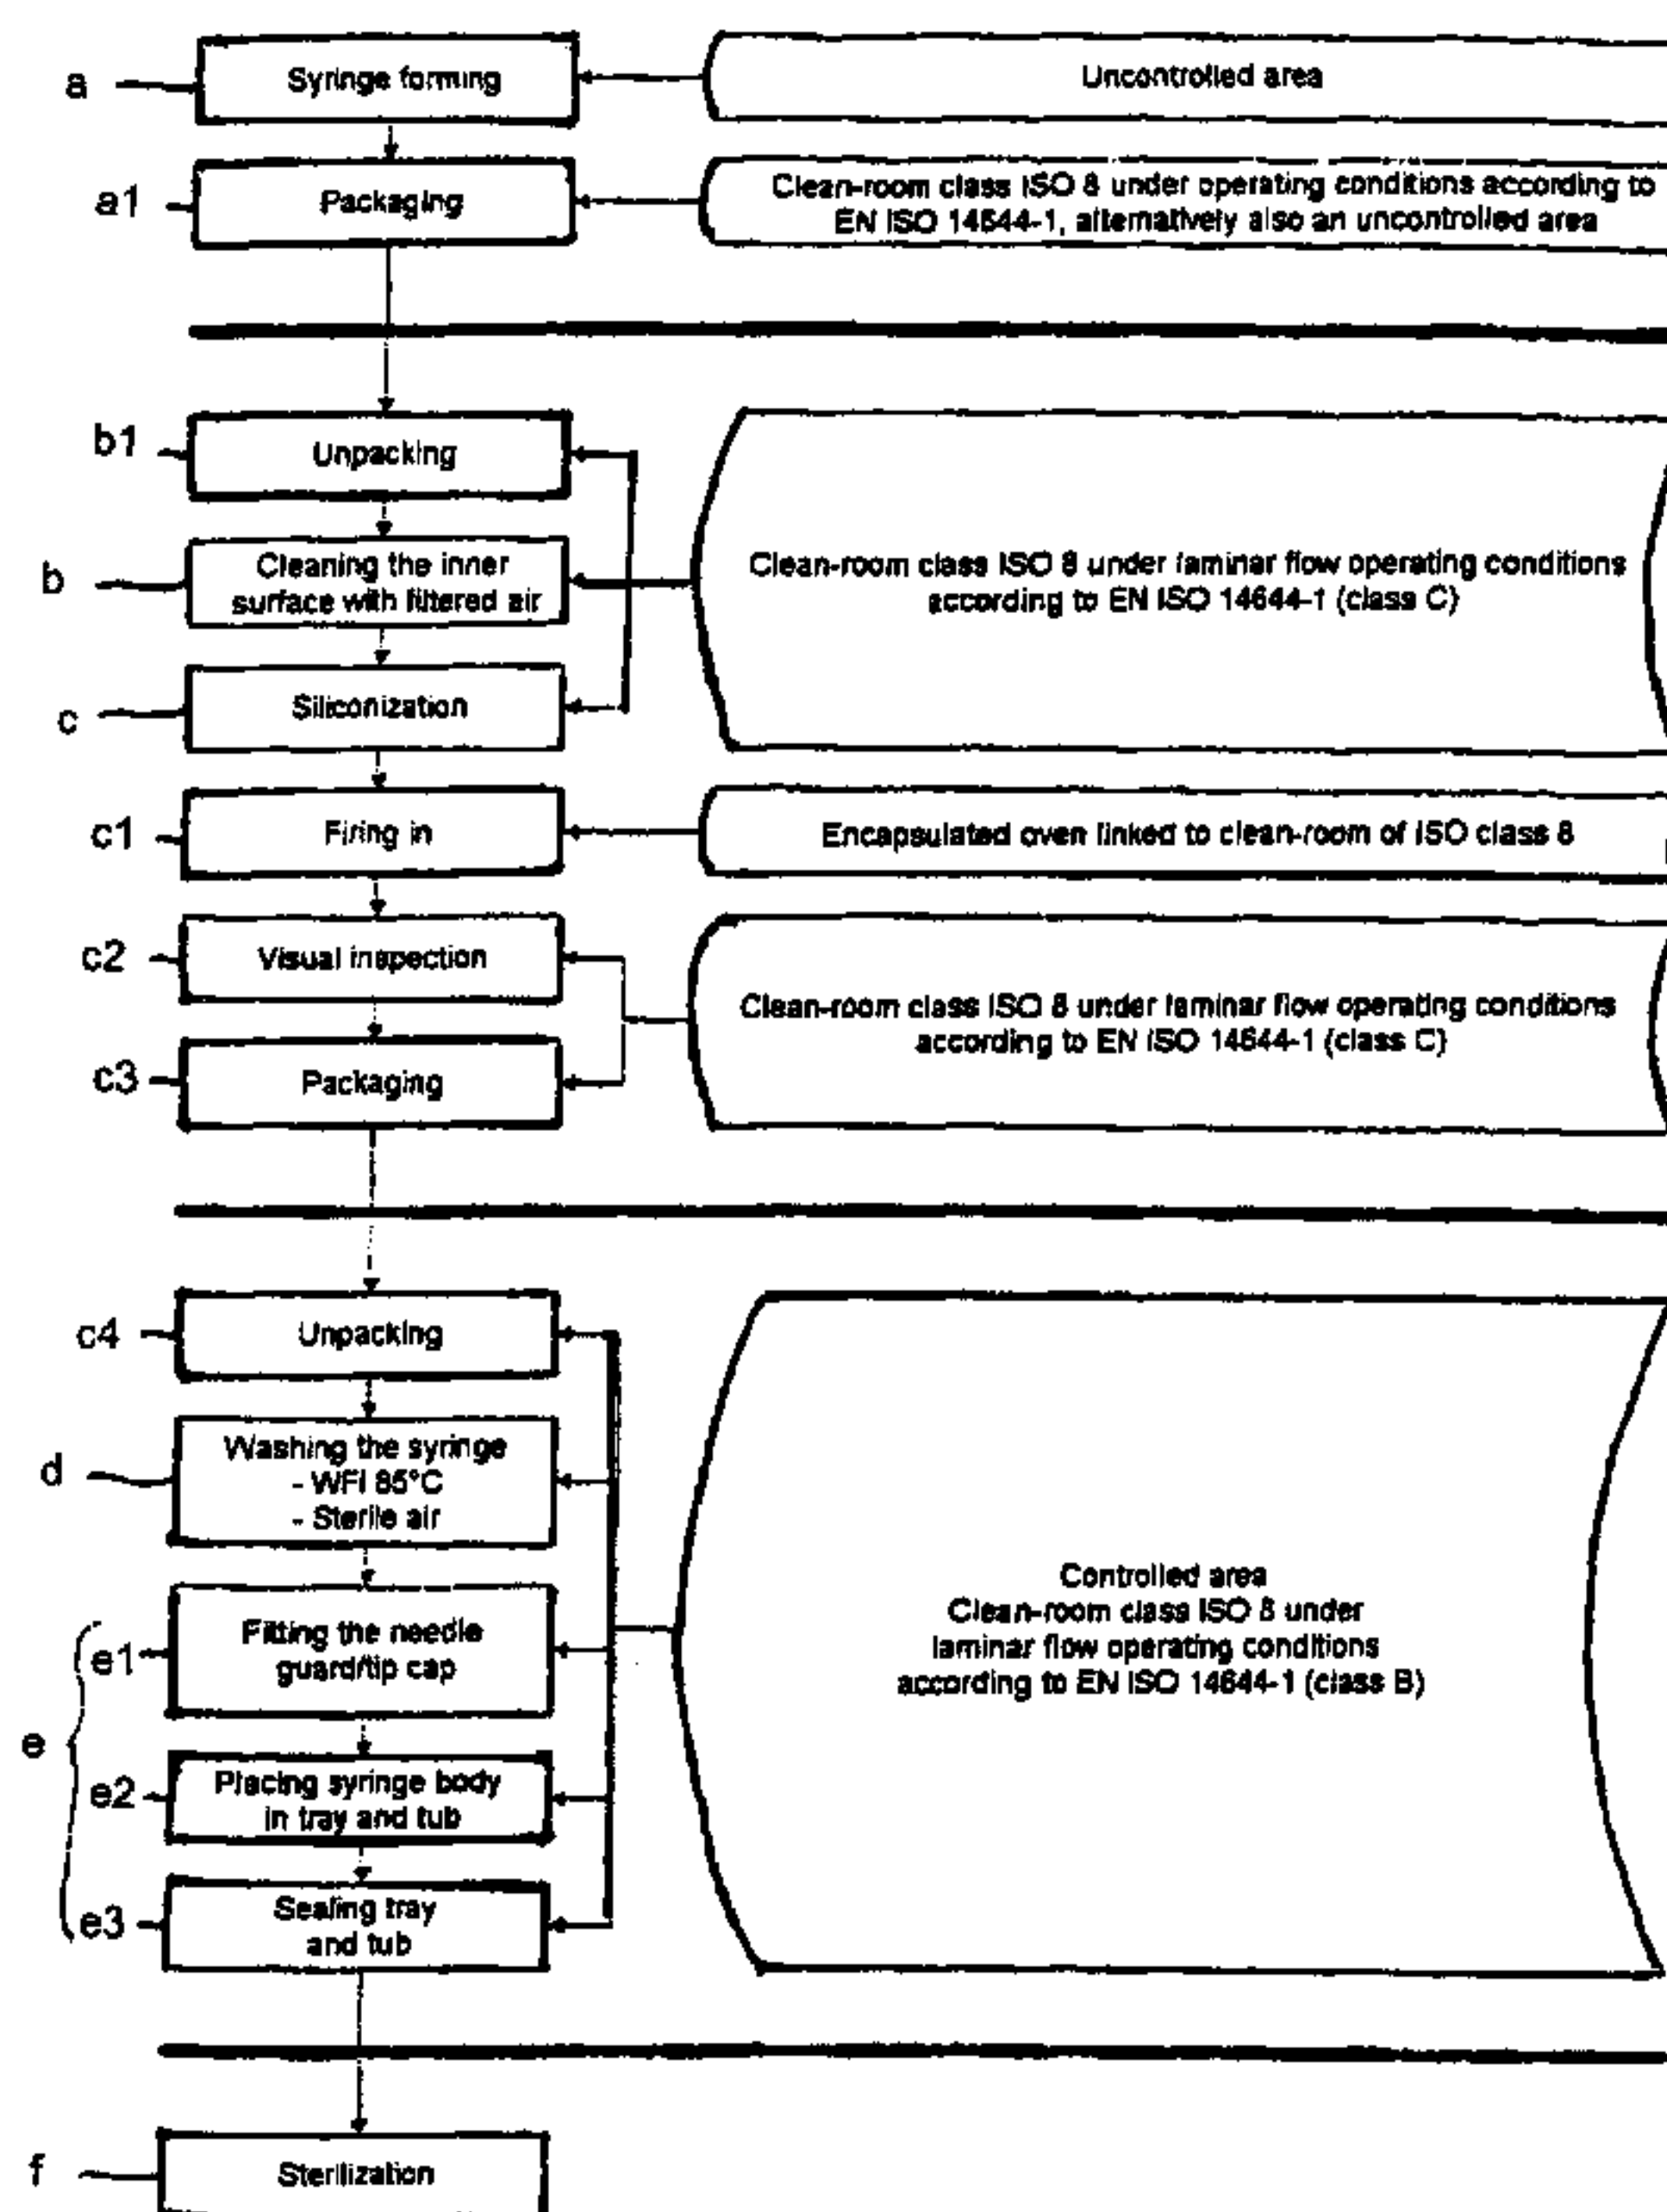 a
Syringe forming
Uncontrolled area
a1
Packaging
Clean-room class ISO 8 under operating conditions according to
EN ISO 14644-1, alternatively also an uncontrolled area
b1
Unpacking
b
Cleaning the inner
surface with filtered air
Clean-room class ISO 8 under laminar flow operating conditions
according to EN ISO 14644-1 (class C)
c
Siliconization
c1
Firing in
Encapsulated oven linked to clean-room of ISO class 8
c2
Visual inspection
Clean-room class ISO 8 under laminar flow operating conditions
according to EN ISO 14644-1 (class C)
c3
Packaging
c4
Unpacking
d
Washing the syringe
- WFI 85°C
- Sterile air
e
e1
Fitting the needle
guard/tip cap
Controlled area
Clean-room class ISO 8 under
laminar flow operating conditions
according to EN ISO 14644-1 (class B)
e2
Placing syringe body
in tray and tub
e3
Sealing tray
and tub
f
Sterilization